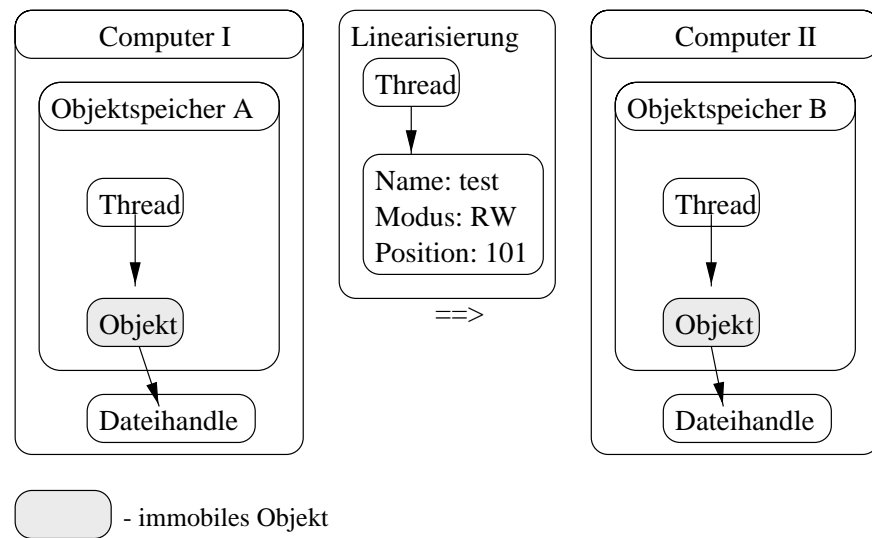 Computer I
Objektspeicher A
Thread
Objekt
Dateihandle
Linearisierung
Thread
Name: test
Modus: RW
Position: 101
==>
Computer II
Objektspeicher B
Thread
Objekt
Dateihandle
- immobiles Objekt